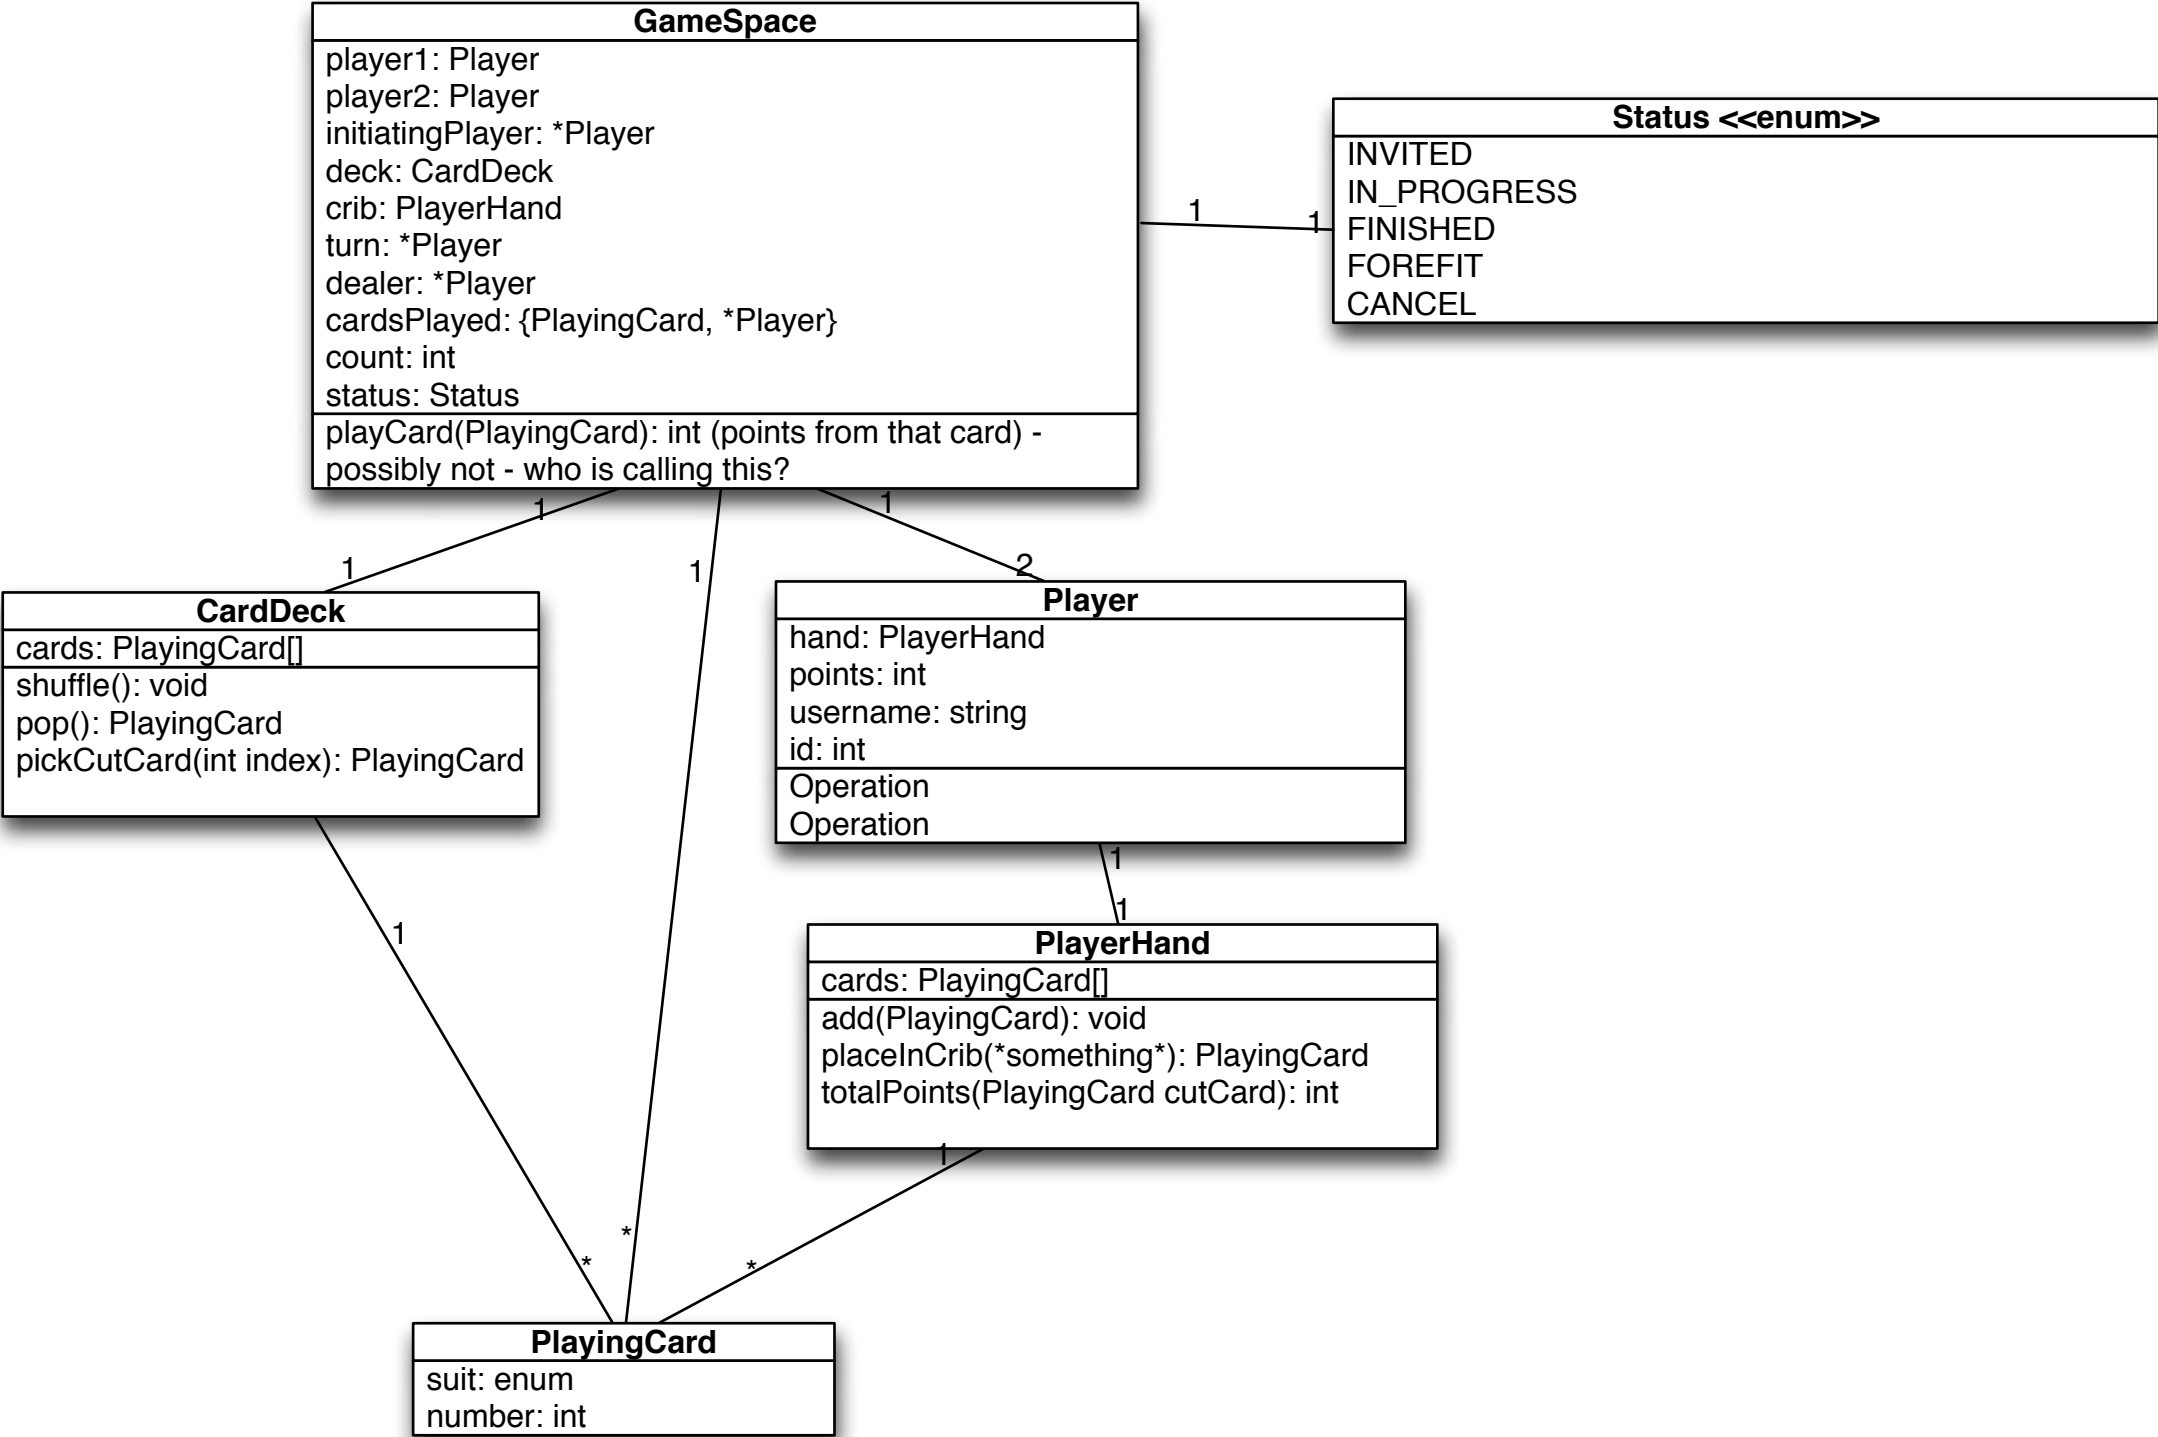 GameSpace
player1: Player
player2: Player
initiatingPlayer: *Player
deck: CardDeck
crib: PlayerHand
turn: *Player
dealer: *Player
cardsPlayed: {PlayingCard, *Player}
count: int
status: Status
playCard(PlayingCard): int (points from that card) -
possibly not - who is calling this?
Status <<enum>>
INVITED
IN_PROGRESS
FINISHED
FOREFIT
CANCEL
1
1
1
1
1
1
2
CardDeck
cards: PlayingCard[]
shuffle(): void
pop(): PlayingCard
pickCutCard(int index): PlayingCard
Player
hand: PlayerHand
points: int
username: string
id: int
Operation
Operation
1
1
1
PlayerHand
cards: PlayingCard[]
add(PlayingCard): void
placeInCrib(*something*): PlayingCard
totalPoints(PlayingCard cutCard): int
1
*
*
*
PlayingCard
suit: enum
number: int